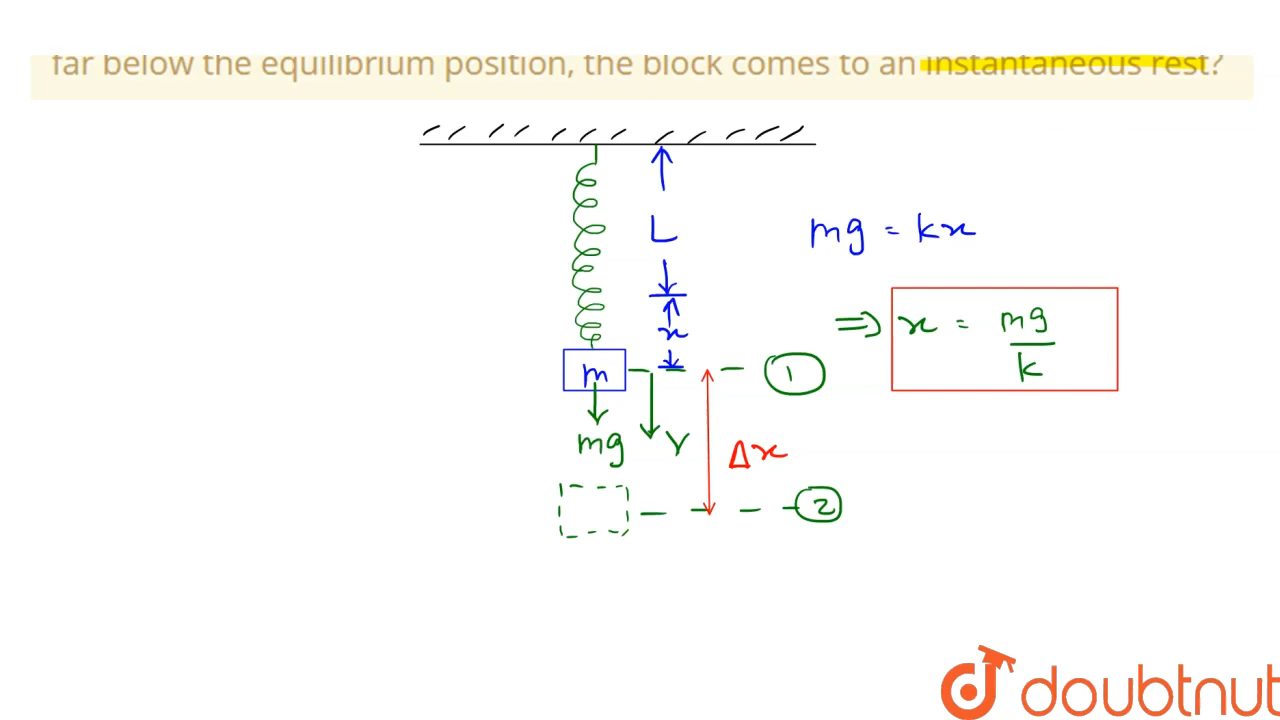 far below the equilibrium position, the block comes to an instantaneous rest?
L
mg = kx
x
⇒ x = mg/k
m
1
mg
v
Δx
2
doubtnut